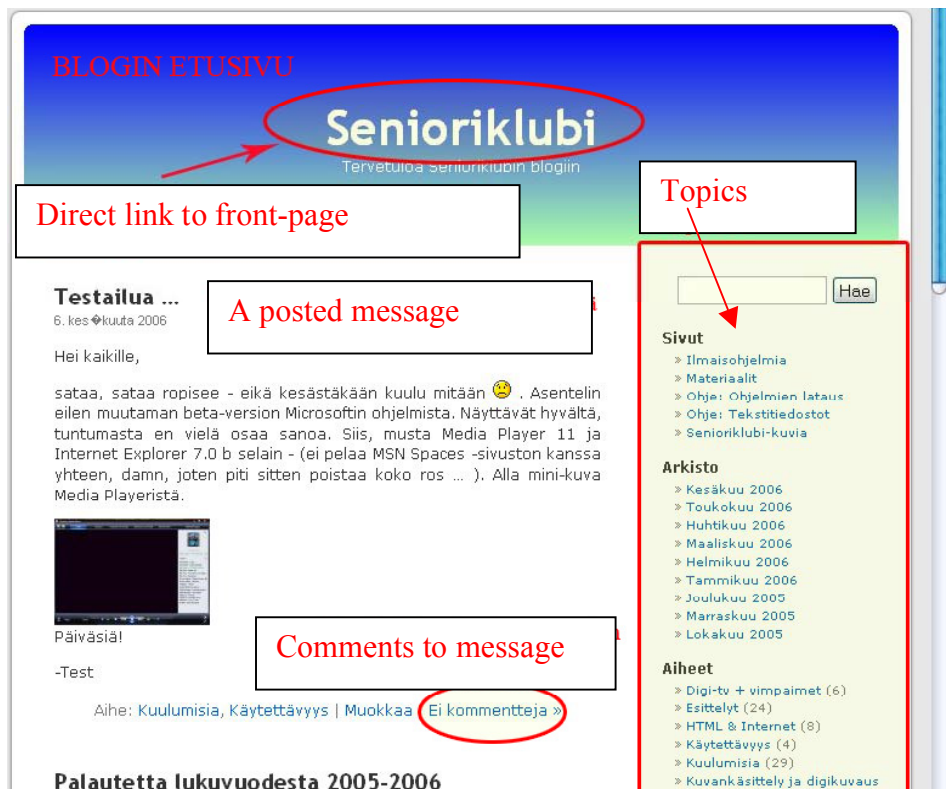 BLOGIN ETUSIVU
Senioriklubi
Tervetuloa Senioriklubin blogiin
Direct link to front-page
Topics
Testailua ...
6. kes�kuuta 2006
A posted message
Hei kaikille,
sataa, sataa ropisee - eikä kesästäkään kuulu mitään . Asentelin
eilen muutaman beta-version Microsoftin ohjelmista. Näyttävät hyvältä,
tuntumasta en vielä osaa sanoa. Siis, musta Media Player 11 ja
Internet Explorer 7.0 b selain - (ei pelaa MSN Spaces -sivuston kanssa
yhteen, damn, joten piti sitten poistaa koko ros ... ). Alla mini-kuva
Media Playeristä.
Päiväsiä!
Comments to message
-Test
Aihe: Kuulumisia, Käytettävyys | Muokkaa | Ei kommentteja »
Palautetta lukuvuodesta 2005-2006
Hae
Sivut
» Ilmaisohjelmia
» Materiaalit
» Ohje: Ohjelmien lataus
» Ohje: Tekstitiedostot
» Senioriklubi-kuvia
Arkisto
» Kesäkuu 2006
» Toukokuu 2006
» Huhtikuu 2006
» Maaliskuu 2006
» Helmikuu 2006
» Tammikuu 2006
» Joulukuu 2005
» Marraskuu 2005
» Lokakuu 2005
Aiheet
» Digi-tv + vimpaimet (6)
» Esittelyt (24)
» HTML & Internet (8)
» Käytettävyys (4)
» Kuulumisia (29)
» Kuvankäsittely ja digikuvaus